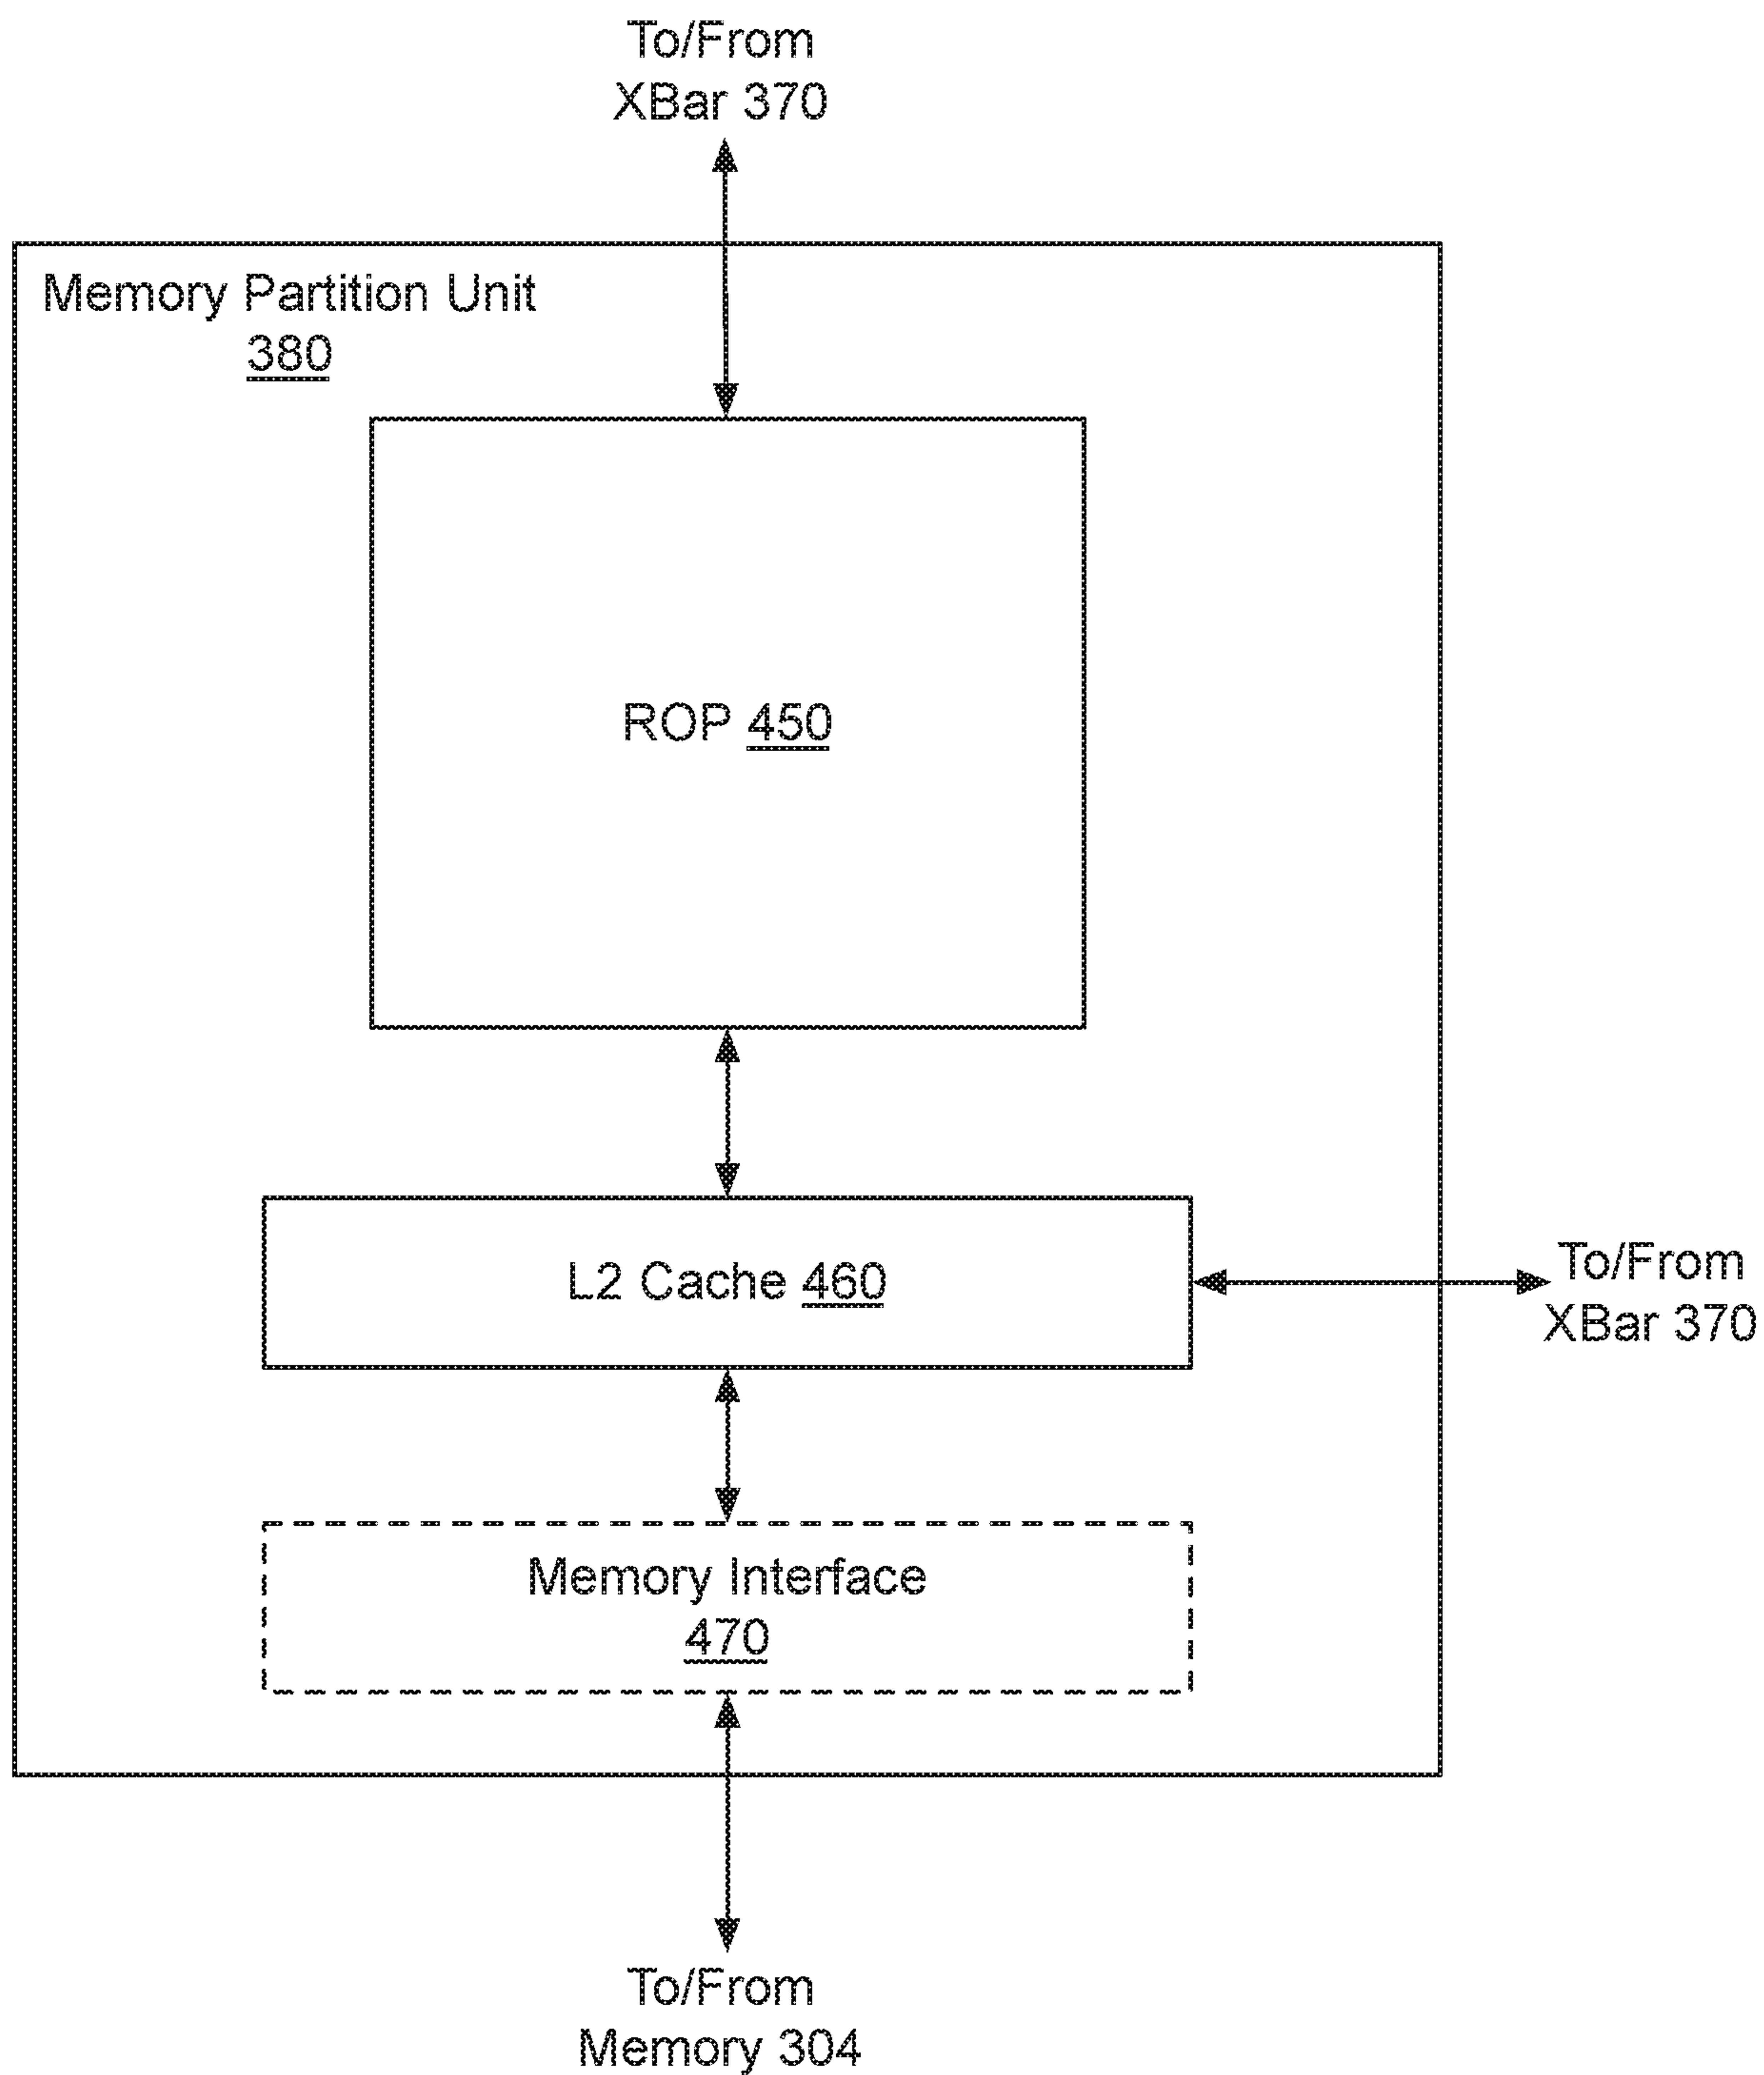 To/From
XBar 370
Memory Partition Unit
380
ROP 450
L2 Cache 460
To/From
XBar 370
Memory Interface
470
To/From
Memory 304